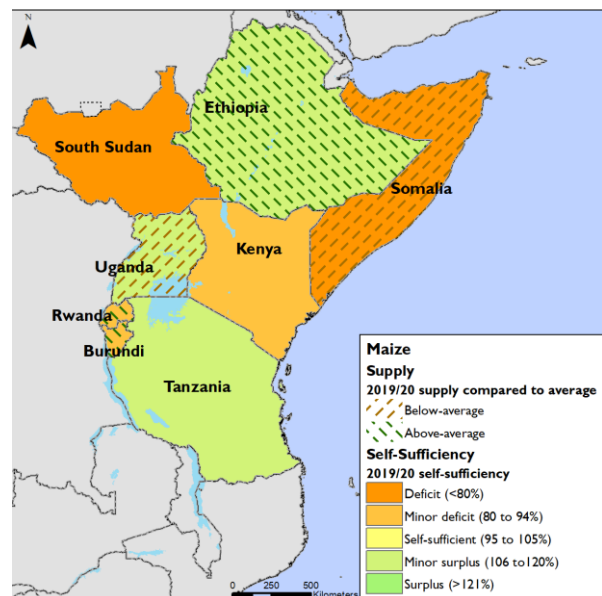 N
Ethiopia
South Sudan
Somalia
Kenya
Uganda
Rwanda
Burundi
Tanzania
Maize
Supply
2019/20 supply compared to average
Below-average
Above-average
Self-Sufficiency
2019/20 self-sufficiency
Deficit (<80%)
Minor deficit (80 to 94%)
Self-sufficient (95 to 105%)
Minor surplus (106 to120%)
Surplus (>121%)
0 125 250 500
Kilometers